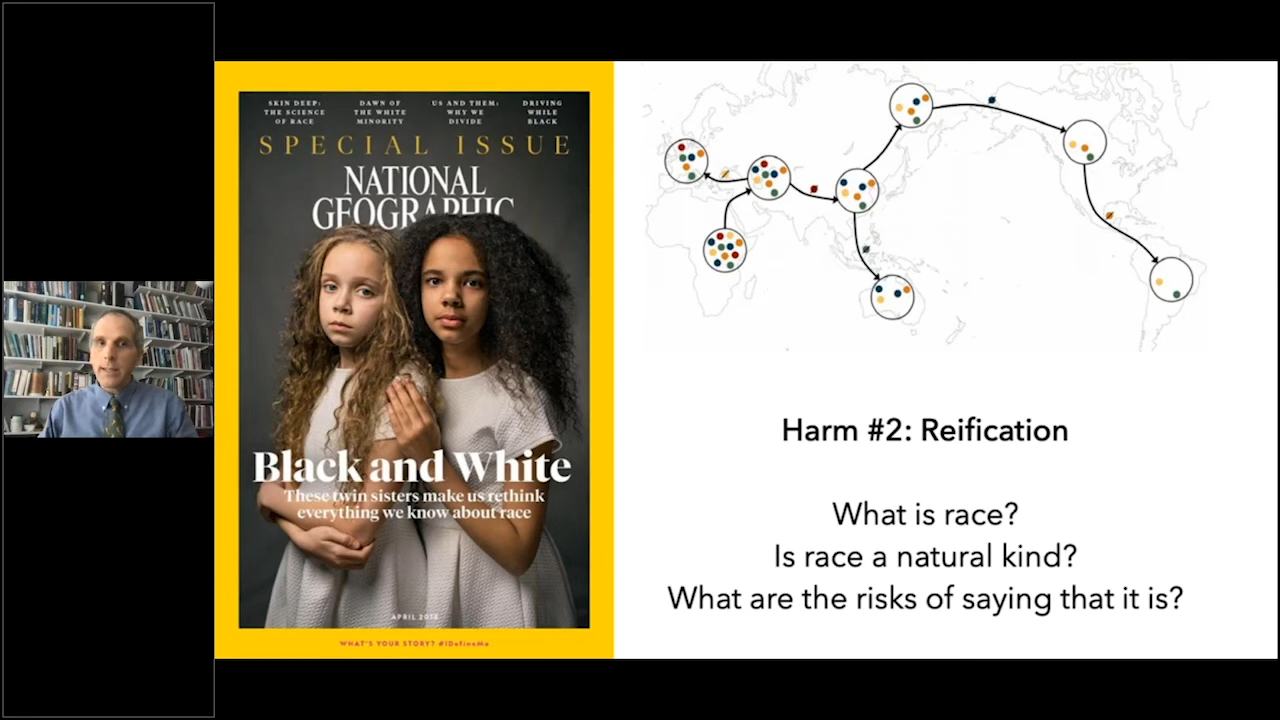 SKIN DEEP:
THE SCIENCE
OF RACE
DAWN OF
THE WHITE
MINORITY
US AND THEM:
WHY WE
DIVIDE
DRIVING
WHILE
BLACK
SPECIAL ISSUE
NATIONAL
GEOGRAPHIC
Black and White
These twin sisters make us rethink
everything we know about race
APRIL 2018
WHAT'S YOUR STORY? #IDefineMe
Harm #2: Reification
What is race?
Is race a natural kind?
What are the risks of saying that it is?